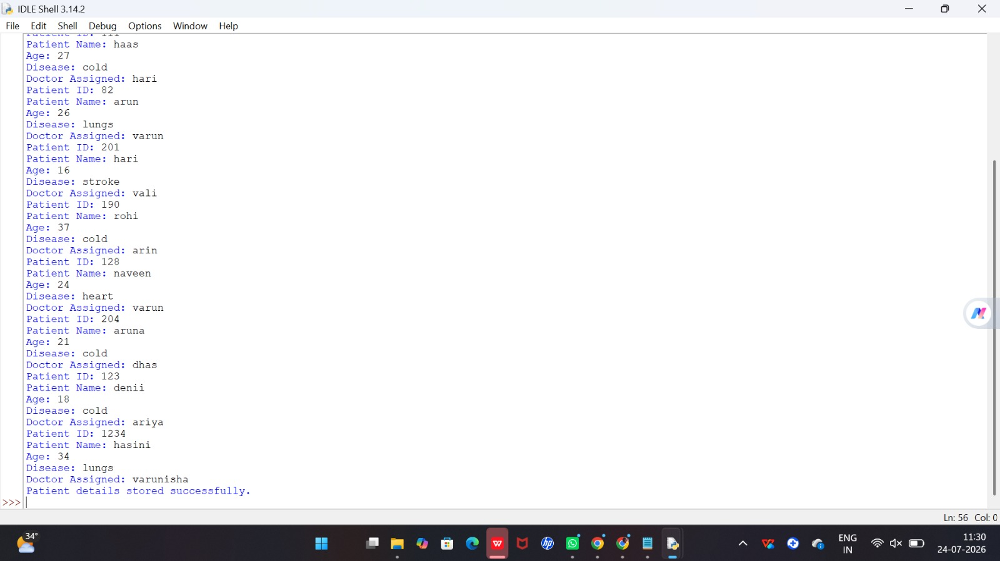 IDLE Shell 3.14.2
File Edit Shell Debug Options Window Help
Patient ID: 111
Patient Name: haas
Age: 27
Disease: cold
Doctor Assigned: hari
Patient ID: 82
Patient Name: arun
Age: 26
Disease: lungs
Doctor Assigned: varun
Patient ID: 201
Patient Name: hari
Age: 16
Disease: stroke
Doctor Assigned: vali
Patient ID: 190
Patient Name: rohi
Age: 37
Disease: cold
Doctor Assigned: arin
Patient ID: 128
Patient Name: naveen
Age: 24
Disease: heart
Doctor Assigned: varun
Patient ID: 204
Patient Name: aruna
Age: 21
Disease: cold
Doctor Assigned: dhas
Patient ID: 123
Patient Name: denii
Age: 18
Disease: cold
Doctor Assigned: ariya
Patient ID: 1234
Patient Name: hasini
Age: 34
Disease: lungs
Doctor Assigned: varunisha
Patient details stored successfully.
>>>
Ln: 56 Col: 0
34°
W
hp
ENG
IN
11:30
24-07-2026